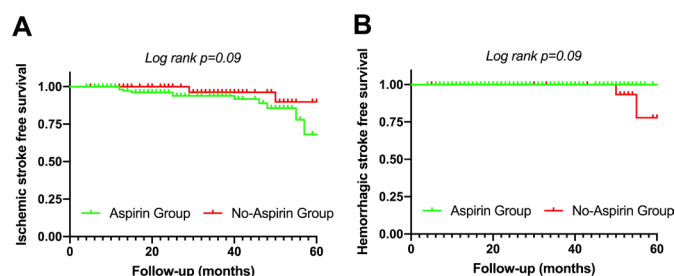 A
Log rank p=0.09
Ischemic stroke free survival
1.00
0.75
0.50
0.25
0.00
Aspirin Group
No-Aspirin Group
0 20 40 60
Follow-up (months)
B
Log rank p=0.09
Hemorrhagic stroke free survival
1.00
0.75
0.50
0.25
0.00
Aspirin Group
No-Aspirin Group
0 20 40 60
Follow-up (months)